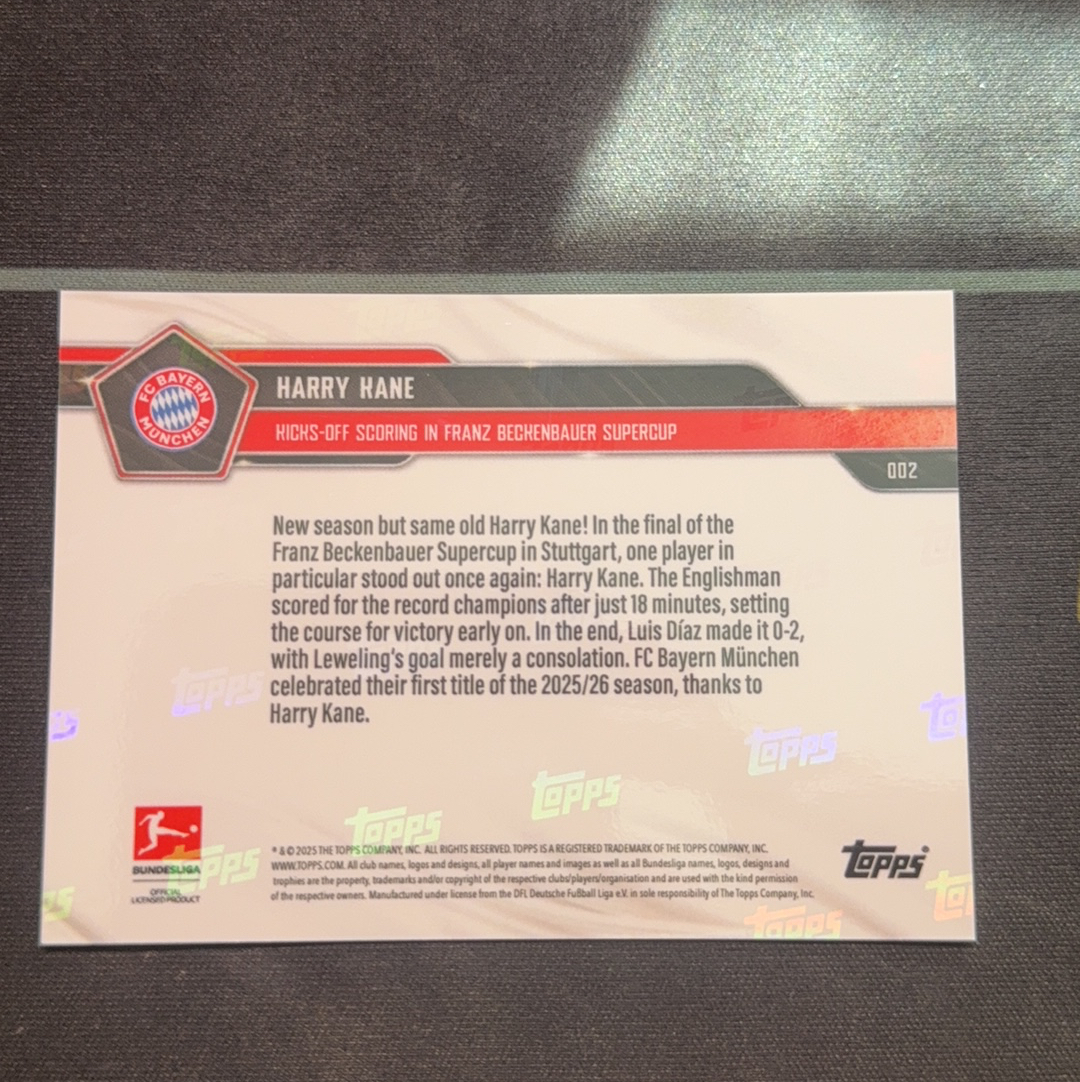 FC BAYERN
MÜNCHEN
HARRY KANE
KICKS-OFF SCORING IN FRANZ BECKENBAUER SUPERCUP
002
New season but same old Harry Kane! In the final of the
Franz Beckenbauer Supercup in Stuttgart, one player in
particular stood out once again: Harry Kane. The Englishman
scored for the record champions after just 18 minutes, setting
the course for victory early on. In the end, Luis Díaz made it 0-2,
with Leweling's goal merely a consolation. FC Bayern München
celebrated their first title of the 2025/26 season, thanks to
Harry Kane.
topps
topps
topps
topps
topps
BUNDESLIGA
OFFICIAL
LICENSED PRODUCT
® & © 2025 THE TOPPS COMPANY, INC. ALL RIGHTS RESERVED. TOPPS IS A REGISTERED TRADEMARK OF THE TOPPS COMPANY, INC.
WWW.TOPPS.COM. All club names, logos and designs, all player names and images as well as all Bundesliga names, logos, designs and
trophies are the property, trademarks and/or copyright of the respective clubs/players/organisation and are used with the kind permission
of the respective owners. Manufactured under license from the DFL Deutsche Fußball Liga e.V. in sole responsibility of The Topps Company, Inc.
topps
topps